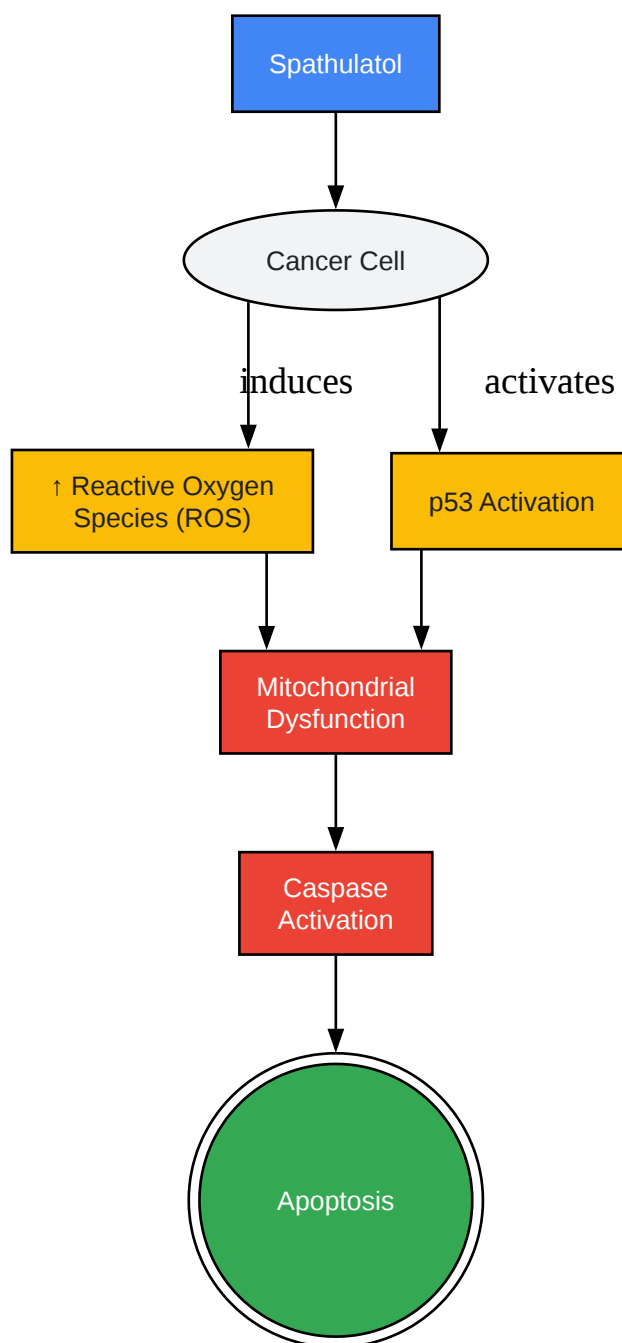 Spathulatol
Cancer Cell
induces
activates
↑ Reactive Oxygen
Species (ROS)
p53 Activation
Mitochondrial
Dysfunction
Caspase
Activation
Apoptosis